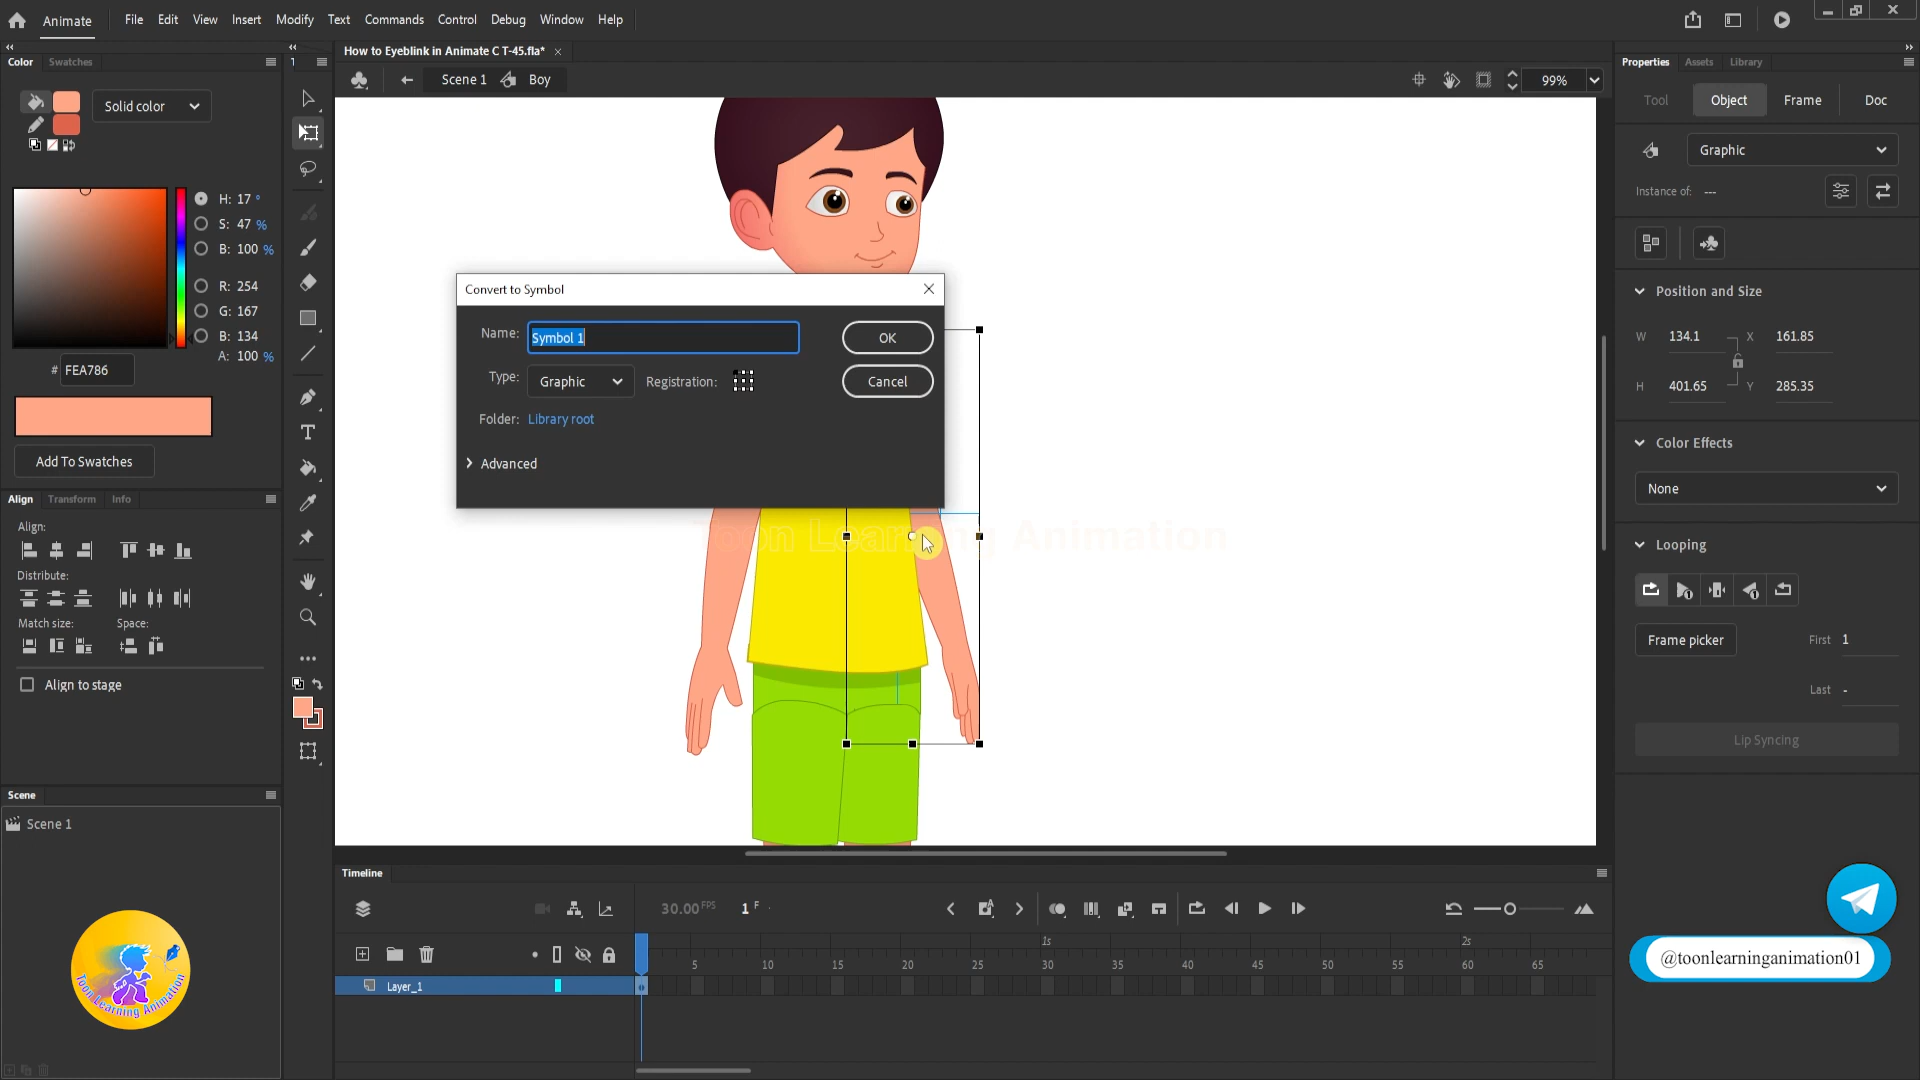 Animate
File Edit View Insert Modify Text Commands Control Debug Window Help
Color Swatches
How to Eyeblink in Animate C T-45.fla*
Scene 1 Boy
99%
Solid color
H: 17 °
S: 47 %
B: 100 %
R: 254
G: 167
B: 134
A: 100 %
# FEA786
Add To Swatches
Align Transform Info
Align:
Distribute:
Match size: Space:
Align to stage
Scene
Scene 1
Toon Learning Animation
Convert to Symbol
Name: Symbol 1
OK
Type: Graphic
Registration:
Cancel
Folder: Library root
Advanced
Toon Learning Animation
Properties Assets Library
Tool Object Frame Doc
Graphic
Instance of: ---
Position and Size
W 134.1 X 161.85
H 401.65 Y 285.35
Color Effects
None
Looping
Frame picker First 1
Last -
Lip Syncing
Timeline
30.00 FPS 1 F
1s 2s
5 10 15 20 25 30 35 40 45 50 55 60 65
Layer_1
@toonlearninganimation01